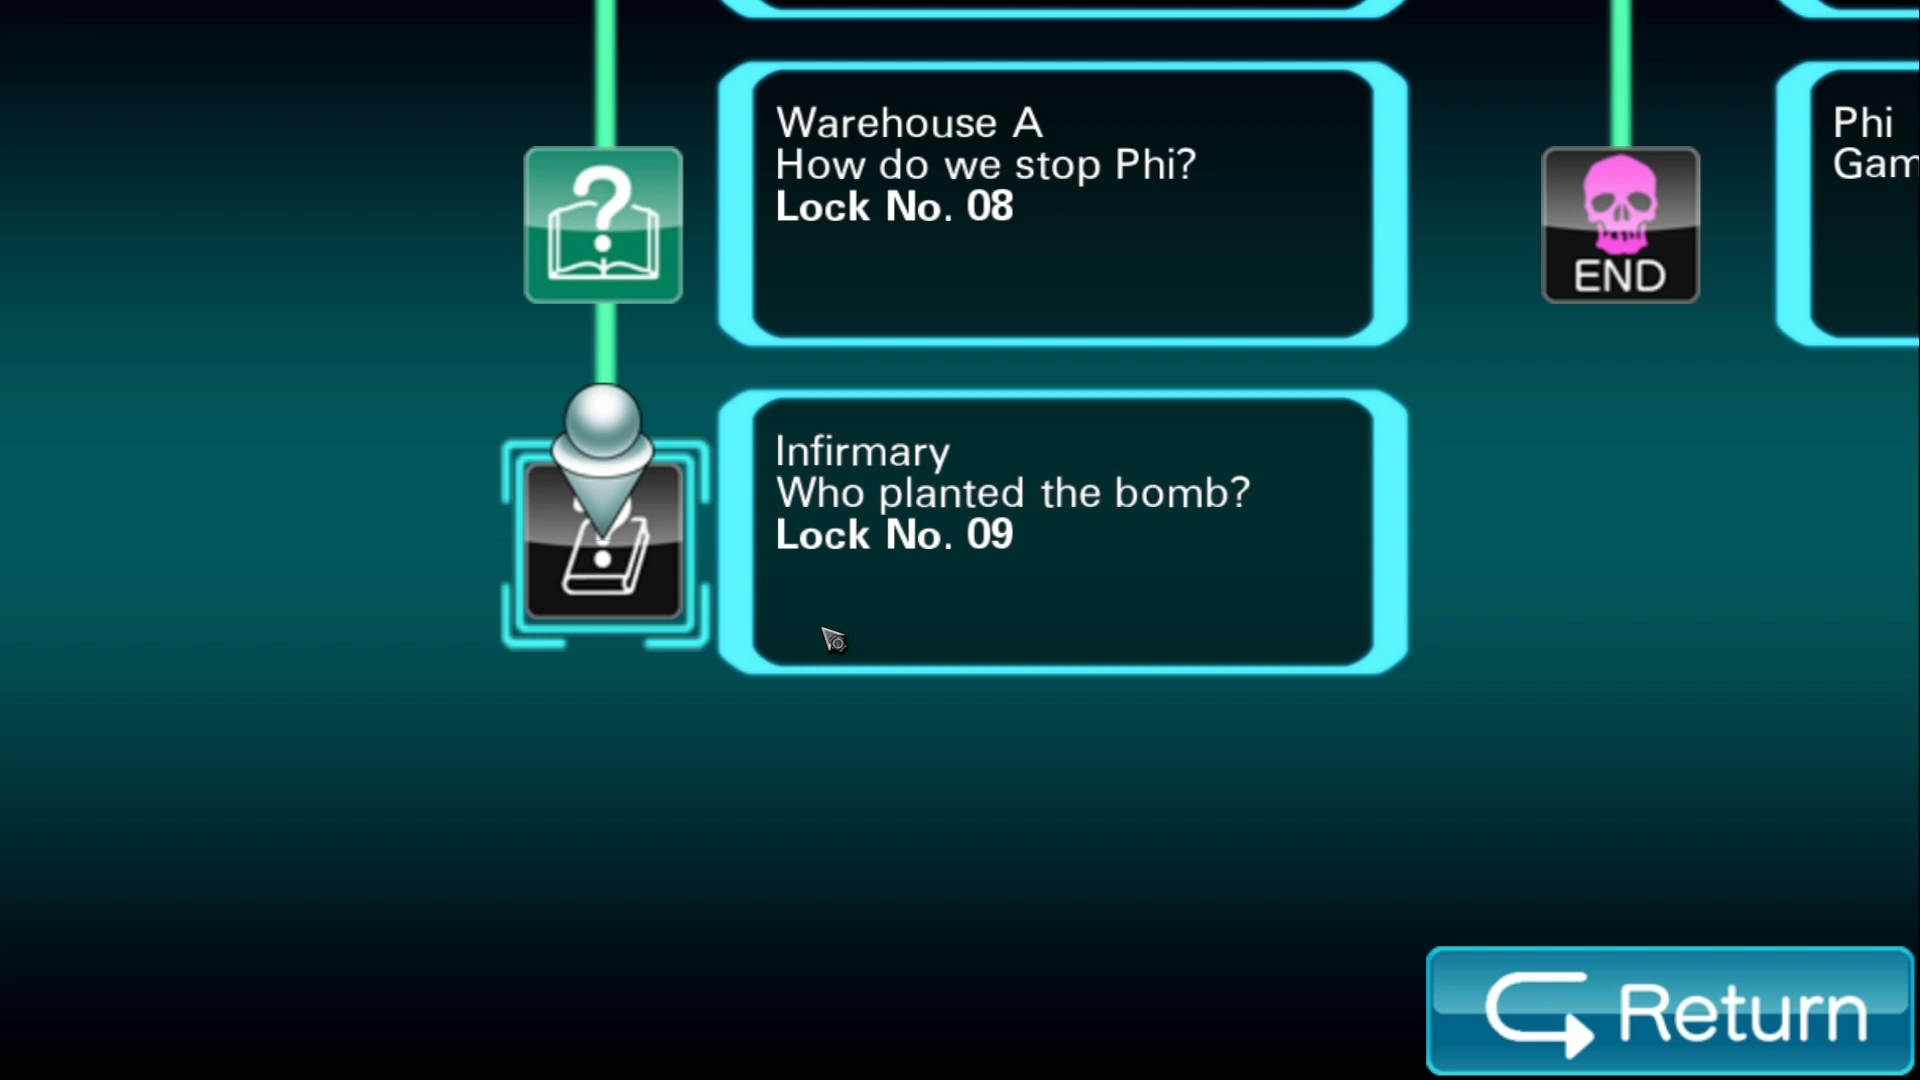 Warehouse A
How do we stop Phi?
Lock No. 08
Phi
Gam
END
Infirmary
Who planted the bomb?
Lock No. 09
Return